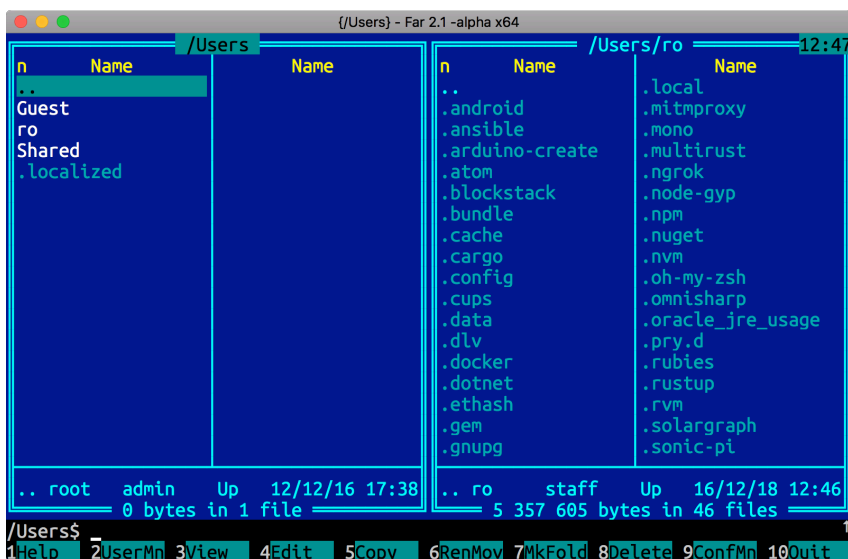 {/Users} - Far 2.1 -alpha x64
/Users
n Name Name
..
Guest
ro
Shared
.localized
.. root admin Up 12/12/16 17:38
0 bytes in 1 file
/Users/ro 12:47
n Name Name
..
.android
.ansible
.arduino-create
.atom
.blockstack
.bundle
.cache
.cargo
.config
.cups
.data
.dlv
.docker
.dotnet
.ethash
.gem
.gnupg
.local
.mitmproxy
.mono
.multirust
.ngrok
.node-gyp
.npm
.nuget
.nvm
.oh-my-zsh
.omnisharp
.oracle_jre_usage
.pry.d
.rubies
.rustup
.rvm
.solargraph
.sonic-pi
.. ro staff Up 16/12/18 12:46
5 357 605 bytes in 46 files
/Users$ _
1Help 2UserMn 3View 4Edit 5Copy 6RenMov 7MkFold 8Delete 9ConfMn 10Quit